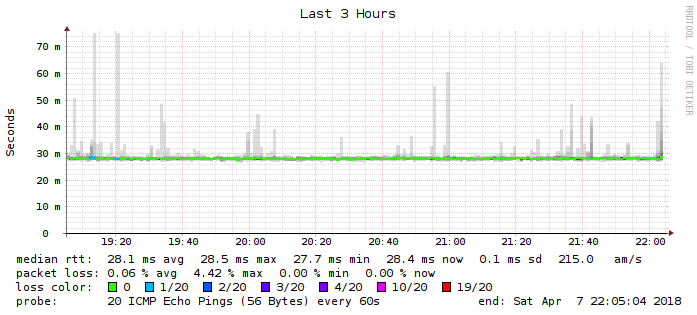 Last 3 Hours
RRDTOOL / TOBI OETIKER
Seconds
70 m
60 m
50 m
40 m
30 m
20 m
10 m
0
19:20 19:40 20:00 20:20 20:40 21:00 21:20 21:40 22:00
median rtt: 28.1 ms avg 28.5 ms max 27.7 ms min 28.4 ms now 0.1 ms sd 215.0 am/s
packet loss: 0.06 % avg 4.42 % max 0.00 % min 0.00 % now
loss color: 0 1/20 2/20 3/20 4/20 10/20 19/20
probe: 20 ICMP Echo Pings (56 Bytes) every 60s end: Sat Apr 7 22:05:04 2018